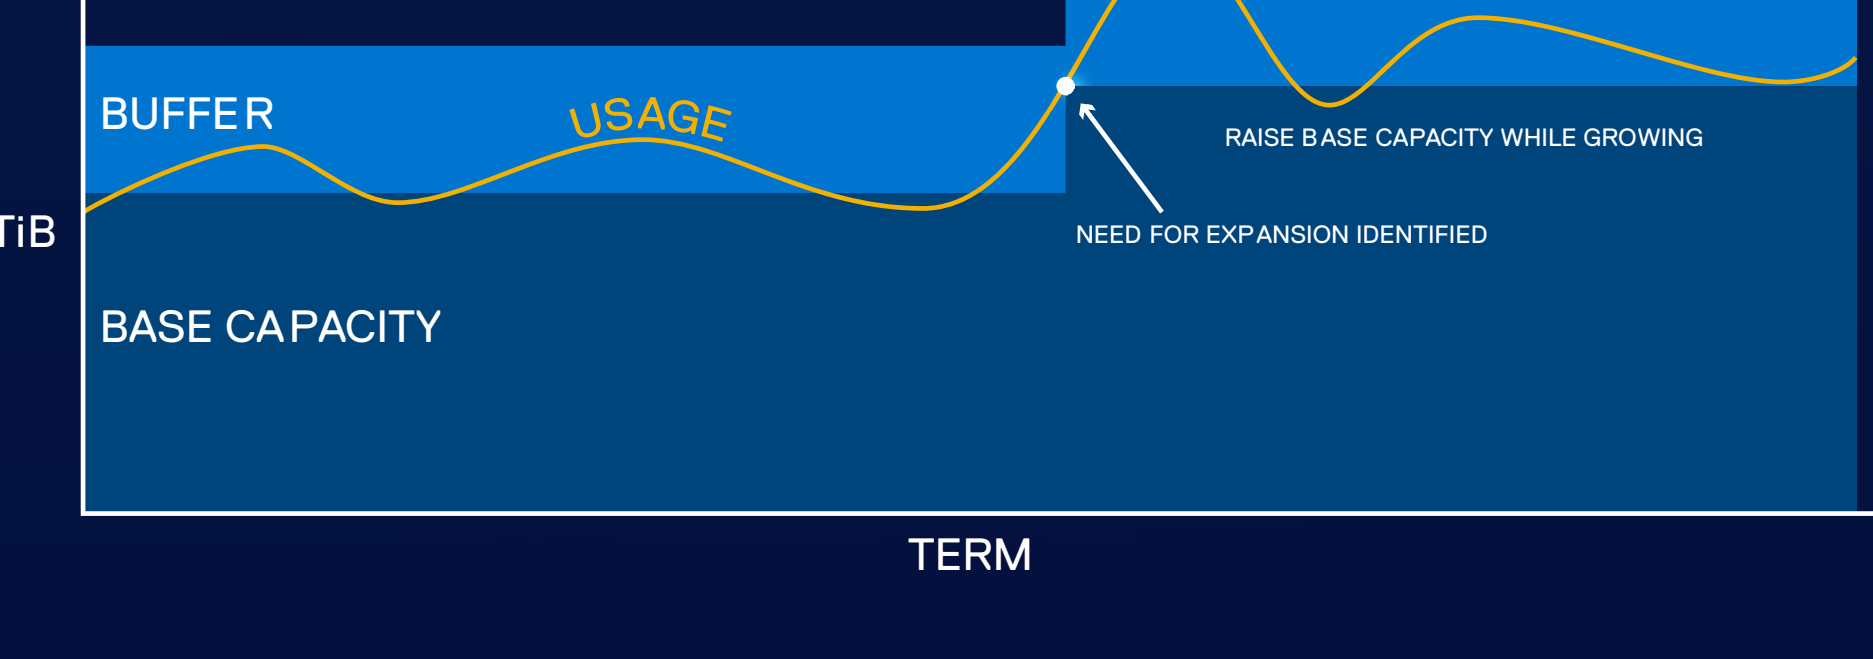 BUFFER
USAGE
RAISE BASE CAPACITY WHILE GROWING
TiB
NEED FOR EXPANSION IDENTIFIED
BASE CAPACITY
TERM